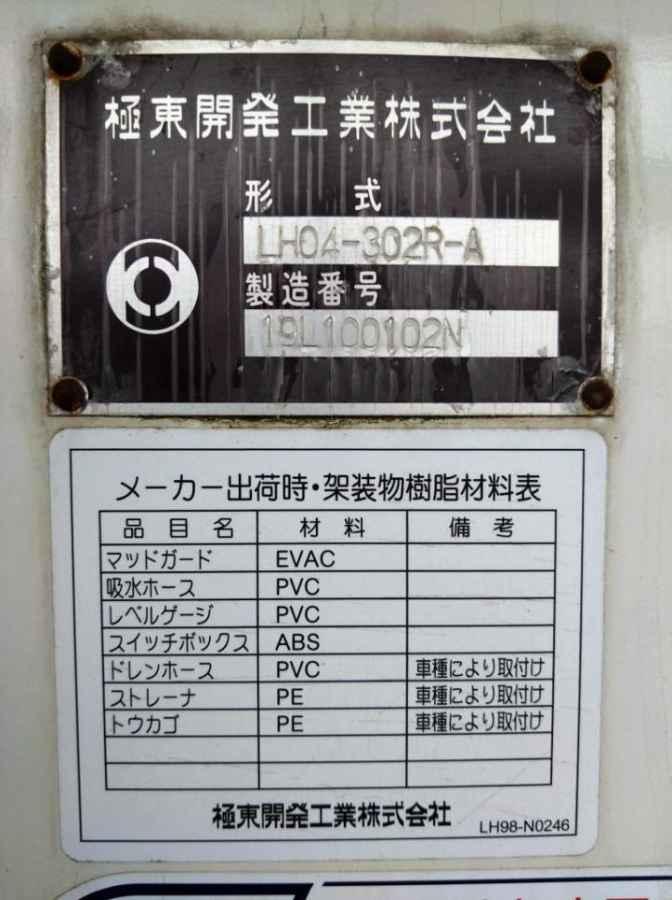 極東開発工業株式会社
形 式
LH04-302R-A
製造番号
19L100102N
メーカー出荷時・架装物樹脂材料表
品目名 材料 備考
マッドガード EVAC
吸水ホース PVC
レベルゲージ PVC
スイッチボックス ABS
ドレンホース PVC 車種により取付け
ストレーナ PE 車種により取付け
トウカゴ PE 車種により取付け
極東開発工業株式会社
LH98-N0246